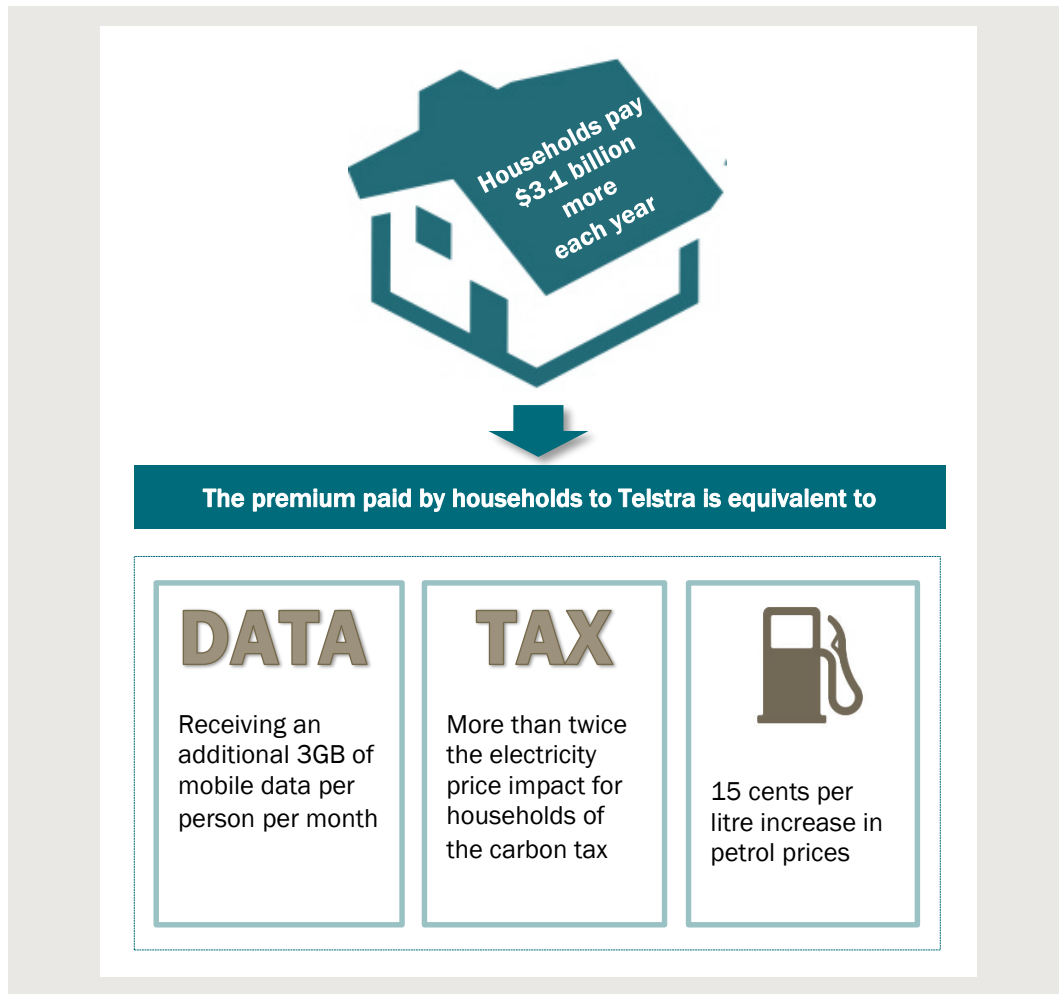 Households pay
$3.1 billion
more
each year
The premium paid by households to Telstra is equivalent to
DATA
Receiving an
additional 3GB of
mobile data per
person per month
TAX
More than twice
the electricity
price impact for
households of
the carbon tax
15 cents per
litre increase in
petrol prices